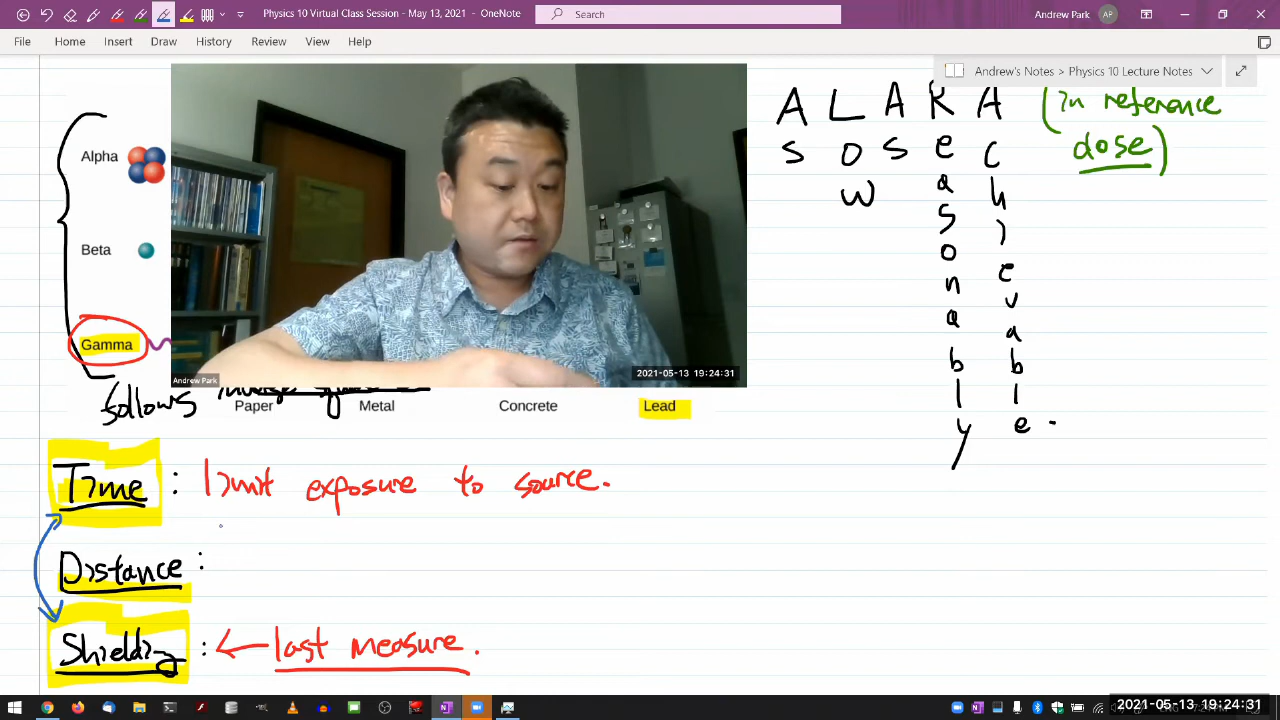 Physics 10 Virtual Class Session - May 13, 2021 - OneNote
Search
Andrew Park
AP
File Home Insert Draw History Review View Help
Andrew's Notes > Physics 10 Lecture Notes
A L A R A (in reference dose)
s o s e c
w a h
s i
o e
n v
a a
b b
l l
y e.
Alpha
Beta
Gamma
Andrew Park
2021-05-13 19:24:31
follows
Paper Metal Concrete Lead
Time : limit exposure to source.
Distance :
Shielding : ← last measure.
2021-05-13 19:24:31